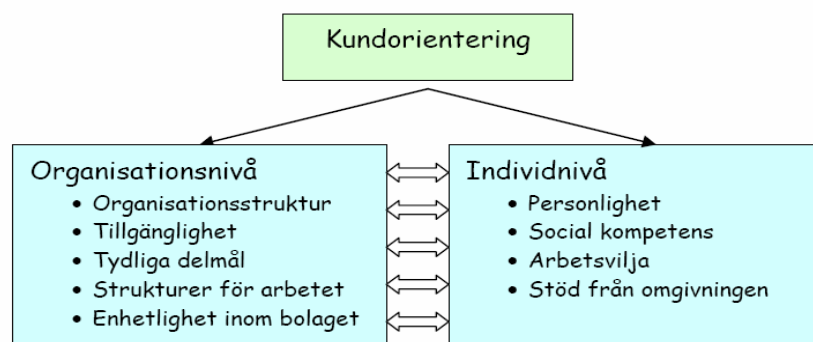 Kundorientering
Organisationsnivå
• Organisationsstruktur
• Tillgänglighet
• Tydliga delmål
• Strukturer för arbetet
• Enhetlighet inom bolaget
Individnivå
• Personlighet
• Social kompetens
• Arbetsvilja
• Stöd från omgivningen